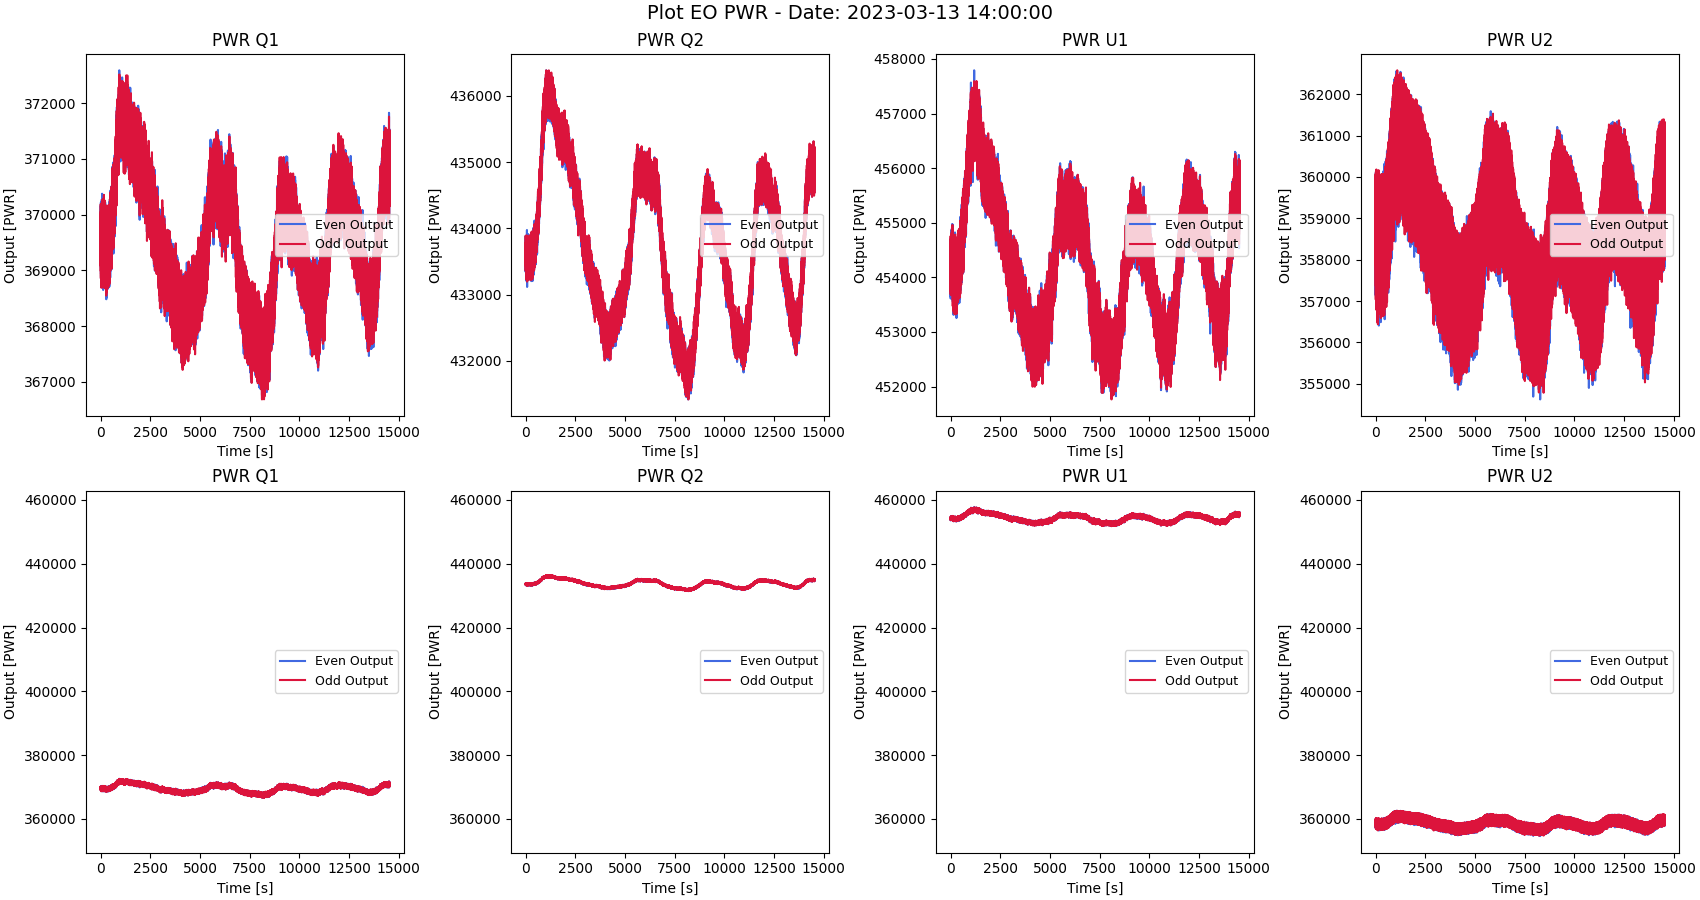 Plot EO PWR - Date: 2023-03-13 14:00:00
PWR Q1
Output [PWR]
372000
371000
370000
369000
368000
367000
0 2500 5000 7500 10000 12500 15000
Time [s]
Even Output
Odd Output
PWR Q2
Output [PWR]
436000
435000
434000
433000
432000
0 2500 5000 7500 10000 12500 15000
Time [s]
Even Output
Odd Output
PWR U1
Output [PWR]
458000
457000
456000
455000
454000
453000
452000
0 2500 5000 7500 10000 12500 15000
Time [s]
Even Output
Odd Output
PWR U2
Output [PWR]
362000
361000
360000
359000
358000
357000
356000
355000
0 2500 5000 7500 10000 12500 15000
Time [s]
Even Output
Odd Output
PWR Q1
Output [PWR]
460000
440000
420000
400000
380000
360000
0 2500 5000 7500 10000 12500 15000
Time [s]
Even Output
Odd Output
PWR Q2
Output [PWR]
460000
440000
420000
400000
380000
360000
0 2500 5000 7500 10000 12500 15000
Time [s]
Even Output
Odd Output
PWR U1
Output [PWR]
460000
440000
420000
400000
380000
360000
0 2500 5000 7500 10000 12500 15000
Time [s]
Even Output
Odd Output
PWR U2
Output [PWR]
460000
440000
420000
400000
380000
360000
0 2500 5000 7500 10000 12500 15000
Time [s]
Even Output
Odd Output